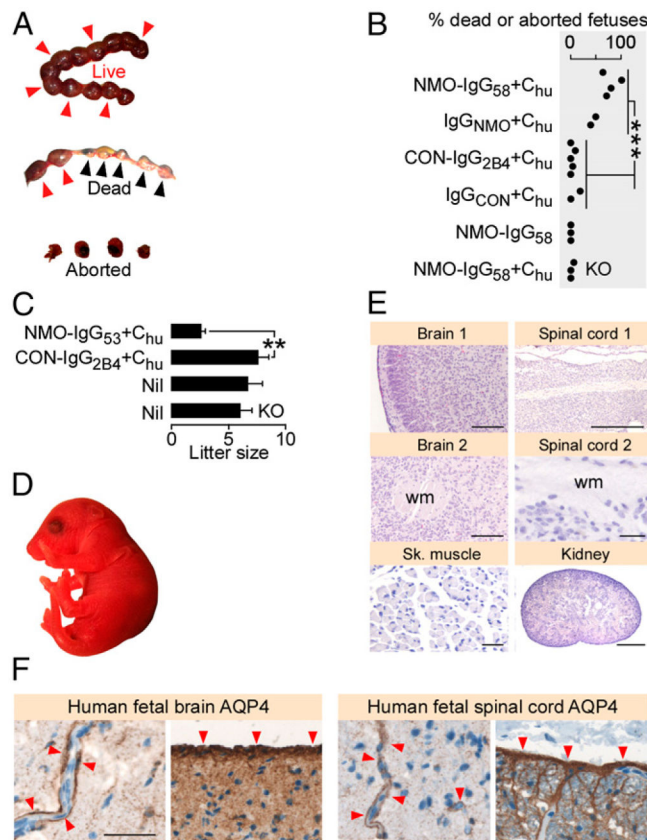 A
Live
Dead
Aborted
B
% dead or aborted fetuses
0 100
NMO-IgG58+Chu
IgGNMO+Chu
CON-IgG2B4+Chu
IgGCON+Chu
NMO-IgG58
NMO-IgG58+Chu KO
***
C
NMO-IgG53+Chu
CON-IgG2B4+Chu
**
Nil
Nil KO
0 5 10
Litter size
D
E
Brain 1 Spinal cord 1
Brain 2 Spinal cord 2
wm wm
Sk. muscle Kidney
F
Human fetal brain AQP4 Human fetal spinal cord AQP4